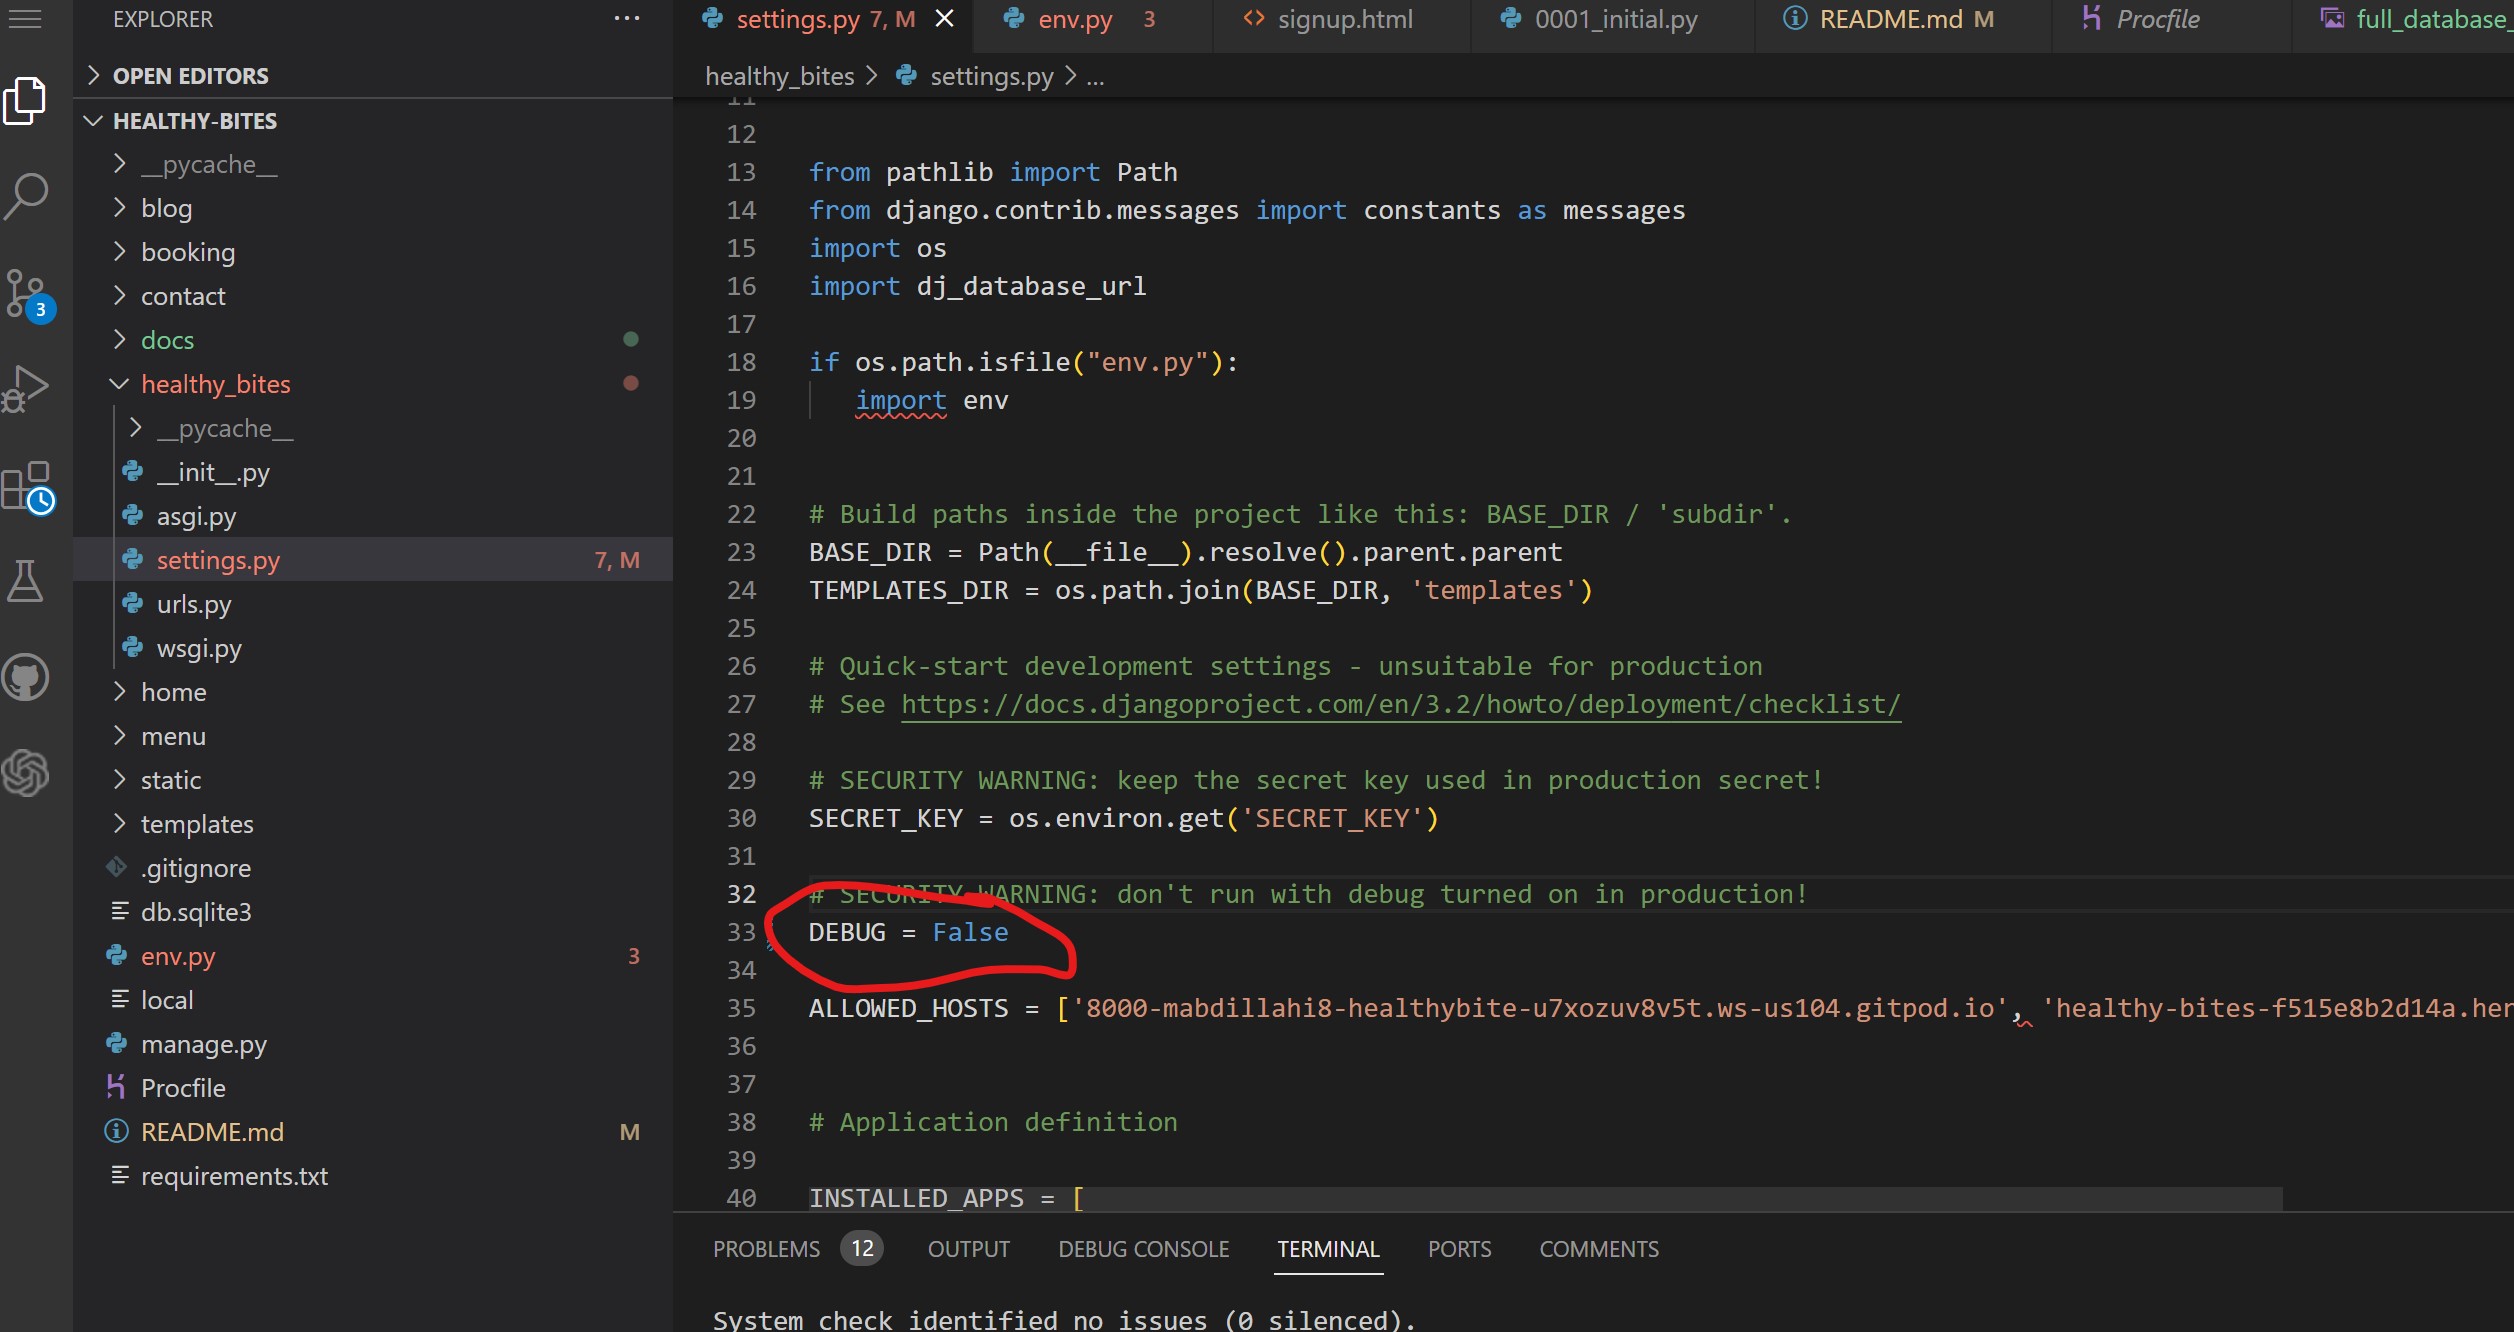 EXPLORER
...
settings.py 7, M
env.py 3
signup.html
0001_initial.py
README.md M
Procfile
full_database_
OPEN EDITORS
healthy_bites > settings.py > ...
HEALTHY-BITES
__pycache__
blog
booking
contact
docs
healthy_bites
__pycache__
__init__.py
asgi.py
settings.py 7, M
urls.py
wsgi.py
home
menu
static
templates
.gitignore
db.sqlite3
env.py 3
local
manage.py
Procfile
README.md M
requirements.txt
3
11
12
13 from pathlib import Path
14 from django.contrib.messages import constants as messages
15 import os
16 import dj_database_url
17
18 if os.path.isfile("env.py"):
19 import env
20
21
22 # Build paths inside the project like this: BASE_DIR / 'subdir'.
23 BASE_DIR = Path(__file__).resolve().parent.parent
24 TEMPLATES_DIR = os.path.join(BASE_DIR, 'templates')
25
26 # Quick-start development settings - unsuitable for production
27 # See https://docs.djangoproject.com/en/3.2/howto/deployment/checklist/
28
29 # SECURITY WARNING: keep the secret key used in production secret!
30 SECRET_KEY = os.environ.get('SECRET_KEY')
31
32 # SECURITY WARNING: don't run with debug turned on in production!
33 DEBUG = False
34
35 ALLOWED_HOSTS = ['8000-mabdillahi8-healthybite-u7xozuv8v5t.ws-us104.gitpod.io', 'healthy-bites-f515e8b2d14a.her
36
37
38 # Application definition
39
40 INSTALLED_APPS = [
PROBLEMS 12 OUTPUT DEBUG CONSOLE TERMINAL PORTS COMMENTS
System check identified no issues (0 silenced).